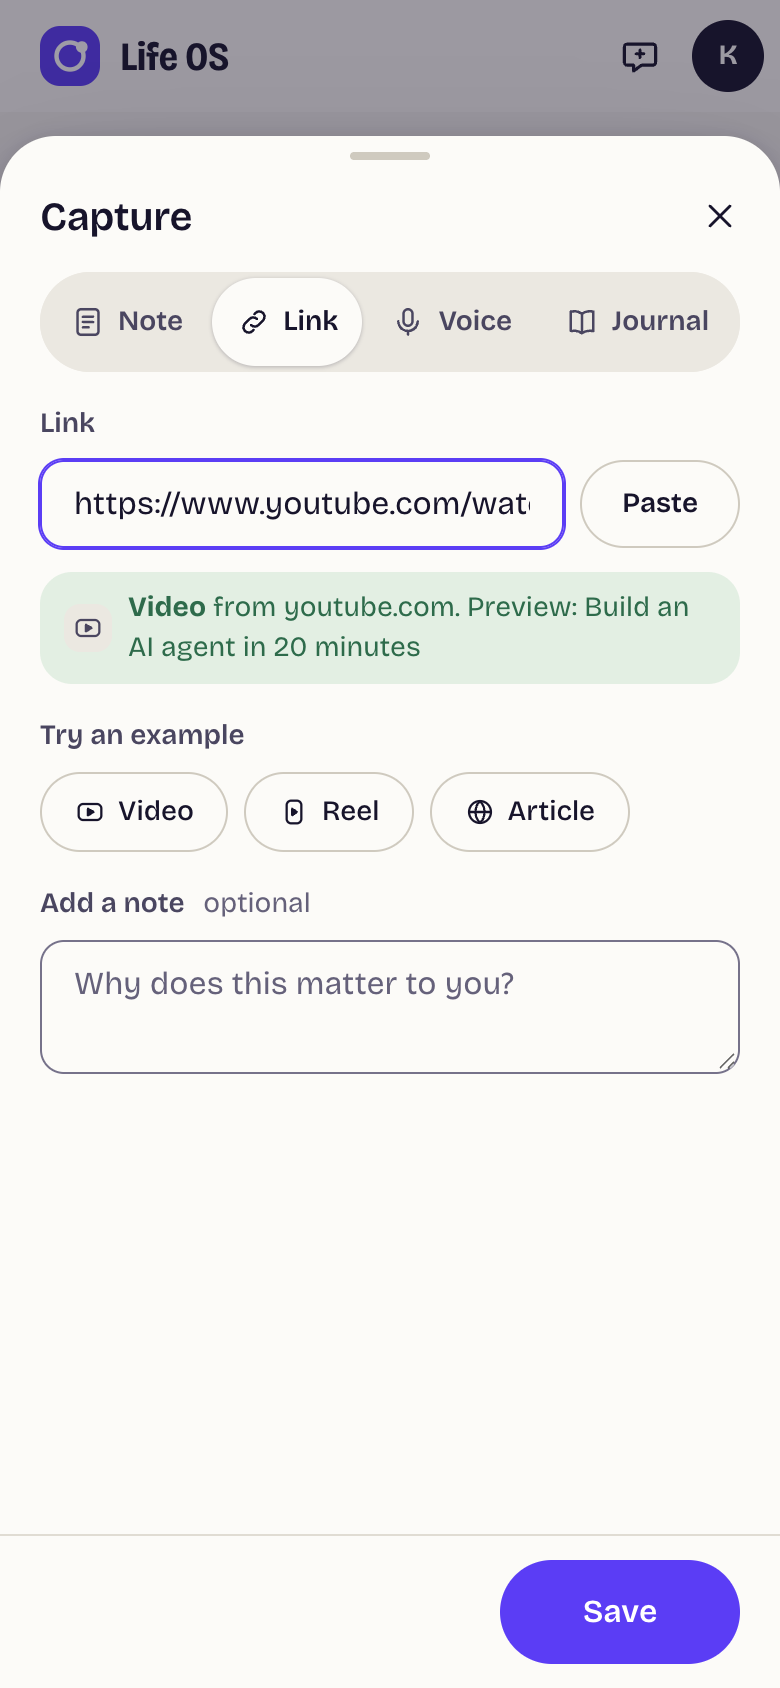 Life OS
K
Capture
Note
Link
Voice
Journal
Link
https://www.youtube.com/wat
Paste
Video from youtube.com. Preview: Build an
AI agent in 20 minutes
Try an example
Video
Reel
Article
Add a note optional
Why does this matter to you?
Save